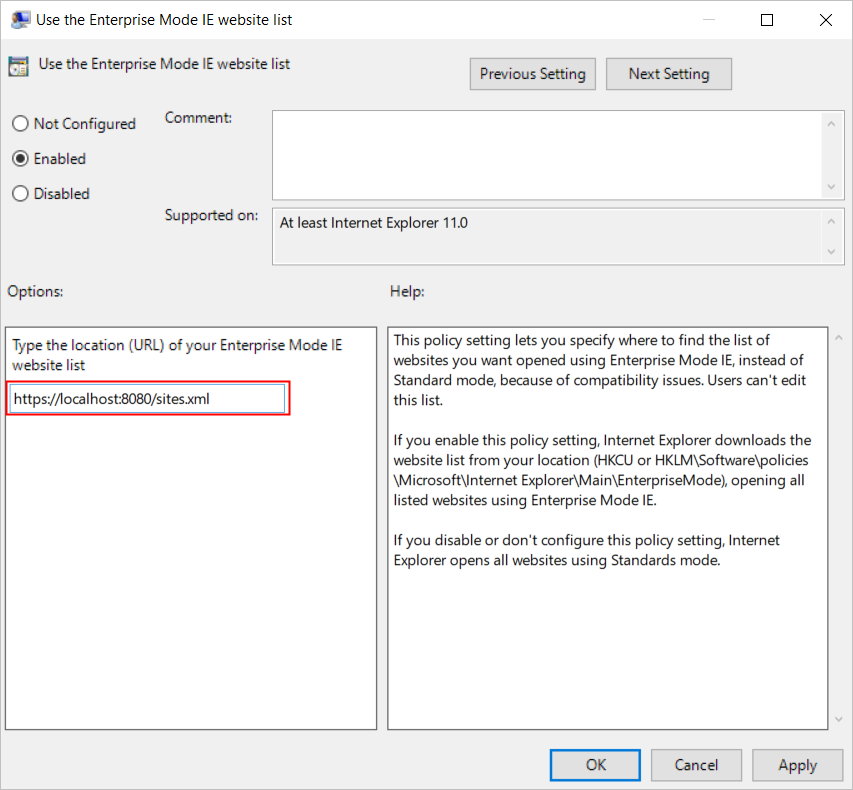 Use the Enterprise Mode IE website list
Use the Enterprise Mode IE website list
Previous Setting
Next Setting
Not Configured
Enabled
Disabled
Comment:
Supported on:
At least Internet Explorer 11.0
Options:
Help:
Type the location (URL) of your Enterprise Mode IE
website list
https://localhost:8080/sites.xml
This policy setting lets you specify where to find the list of
websites you want opened using Enterprise Mode IE, instead of
Standard mode, because of compatibility issues. Users can't edit
this list.
If you enable this policy setting, Internet Explorer downloads the
website list from your location (HKCU or HKLM\Software\policies
\Microsoft\Internet Explorer\Main\EnterpriseMode), opening all
listed websites using Enterprise Mode IE.
If you disable or don't configure this policy setting, Internet
Explorer opens all websites using Standards mode.
OK
Cancel
Apply